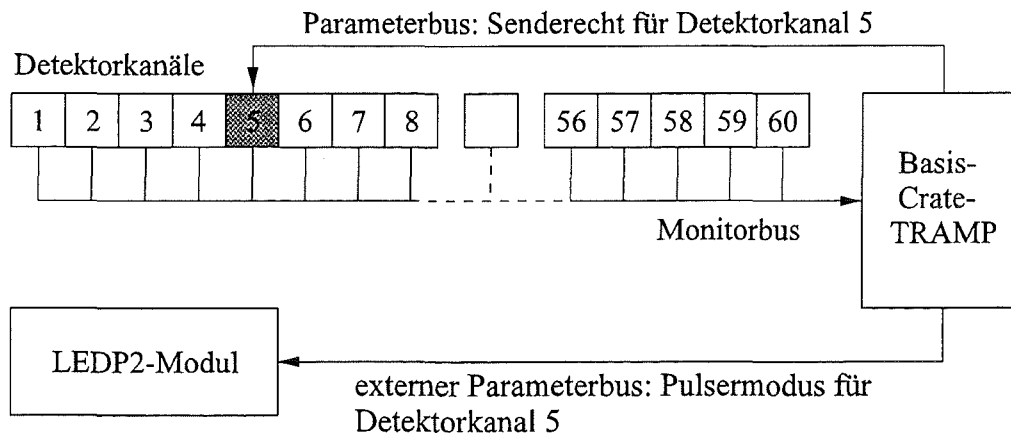 Parameterbus: Senderecht für Detektorkanal 5
Detektorkanäle
1 2 3 4 5 6 7 8 56 57 58 59 60
Basis-
Crate-
TRAMP
Monitorbus
LEDP2-Modul
externer Parameterbus: Pulsermodus für
Detektorkanal 5